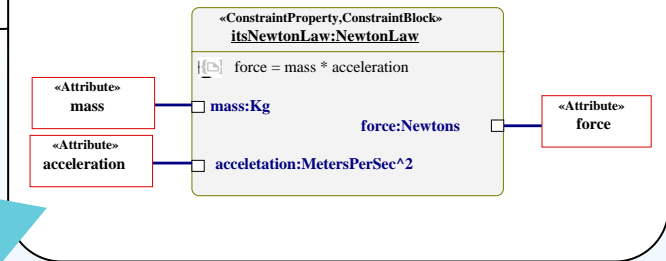 «ConstraintProperty,ConstraintBlock»
itsNewtonLaw:NewtonLaw
force = mass * acceleration
«Attribute»
mass
mass:Kg
force:Newtons
«Attribute»
force
«Attribute»
acceleration
acceletation:MetersPerSec^2